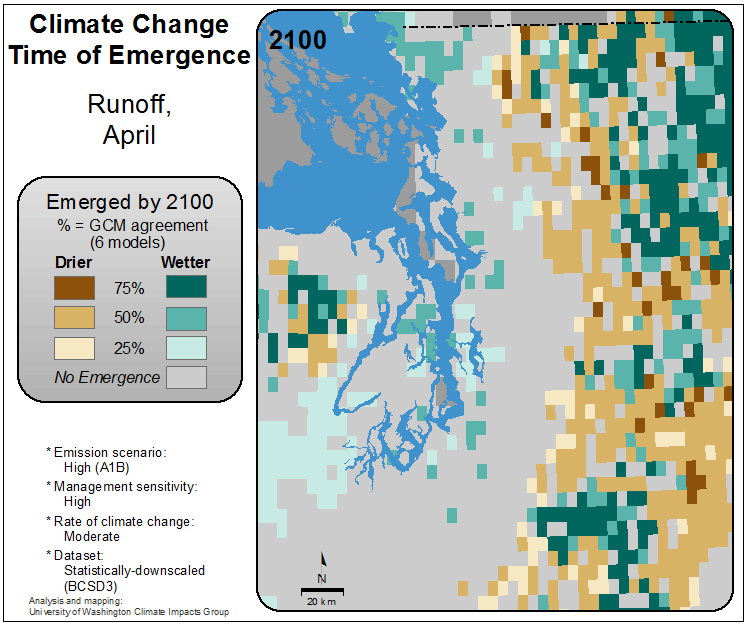 Climate Change
Time of Emergence
Runoff,
April
Emerged by 2100
% = GCM agreement
(6 models)
Drier Wetter
75%
50%
25%
No Emergence
* Emission scenario:
High (A1B)
* Management sensitivity:
High
* Rate of climate change:
Moderate
* Dataset:
Statistically-downscaled
(BCSD3)
Analysis and mapping:
University of Washington Climate Impacts Group
2100
N
20 km